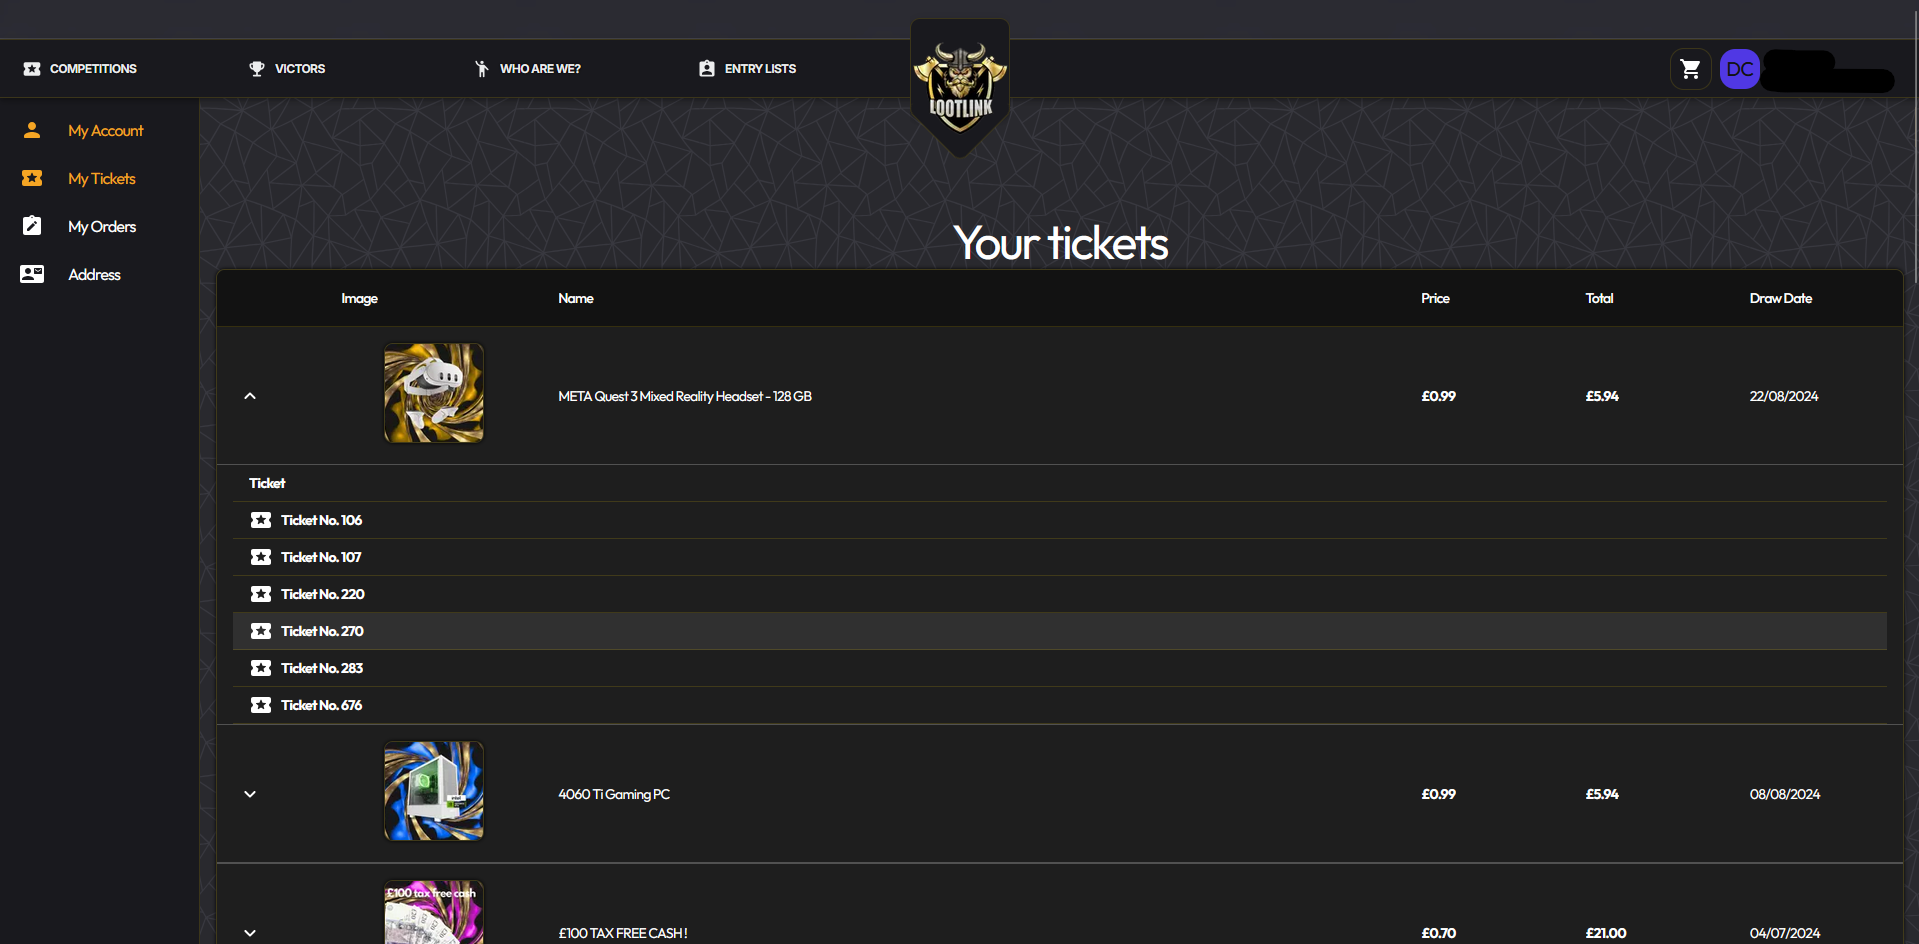 COMPETITIONS
VICTORS
WHO ARE WE?
ENTRY LISTS
LOOTLINK
DC
My Account
My Tickets
My Orders
Address
Your tickets
Image Name Price Total Draw Date
META Quest 3 Mixed Reality Headset - 128 GB £0.99 £5.94 22/08/2024
Ticket
Ticket No. 106
Ticket No. 107
Ticket No. 220
Ticket No. 270
Ticket No. 283
Ticket No. 676
4060 Ti Gaming PC £0.99 £5.94 08/08/2024
£100 tax free cash
£100 TAX FREE CASH! £0.70 £21.00 04/07/2024